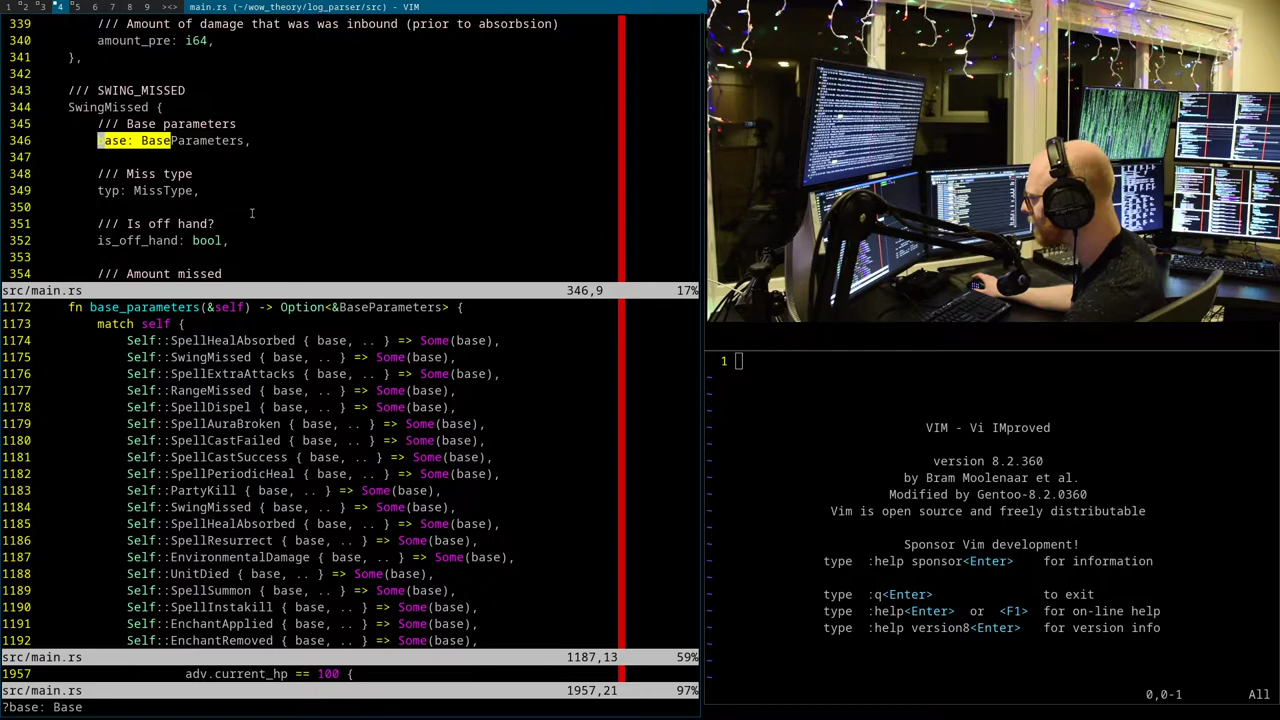 1 2 3 4 5 6 7 8 9 ><> main.rs (~/wow_theory/log_parser/src) - VIM
339 /// Amount of damage that was was inbound (prior to absorbsion)
340 amount_pre: i64,
341 },
342
343 /// SWING_MISSED
344 SwingMissed {
345 /// Base parameters
346 base: BaseParameters,
347
348 /// Miss type
349 typ: MissType,
350
351 /// Is off hand?
352 is_off_hand: bool,
353
354 /// Amount missed
src/main.rs 346,9 17%
1172 fn base_parameters(&self) -> Option<&BaseParameters> {
1173 match self {
1174 Self::SpellHealAbsorbed { base, .. } => Some(base),
1175 Self::SwingMissed { base, .. } => Some(base),
1176 Self::SpellExtraAttacks { base, .. } => Some(base),
1177 Self::RangeMissed { base, .. } => Some(base),
1178 Self::SpellDispel { base, .. } => Some(base),
1179 Self::SpellAuraBroken { base, .. } => Some(base),
1180 Self::SpellCastFailed { base, .. } => Some(base),
1181 Self::SpellCastSuccess { base, .. } => Some(base),
1182 Self::SpellPeriodicHeal { base, .. } => Some(base),
1183 Self::PartyKill { base, .. } => Some(base),
1184 Self::SwingMissed { base, .. } => Some(base),
1185 Self::SpellHealAbsorbed { base, .. } => Some(base),
1186 Self::SpellResurrect { base, .. } => Some(base),
1187 Self::EnvironmentalDamage { base, .. } => Some(base),
1188 Self::UnitDied { base, .. } => Some(base),
1189 Self::SpellSummon { base, .. } => Some(base),
1190 Self::SpellInstakill { base, .. } => Some(base),
1191 Self::EnchantApplied { base, .. } => Some(base),
1192 Self::EnchantRemoved { base, .. } => Some(base),
src/main.rs 1187,13 59%
1957 adv.current_hp == 100 {
src/main.rs 1957,21 97%
?base: Base
1
~
VIM - Vi IMproved
version 8.2.360
by Bram Moolenaar et al.
Modified by Gentoo-8.2.0360
Vim is open source and freely distributable
Sponsor Vim development!
type :help sponsor<Enter> for information
type :q<Enter> to exit
type :help<Enter> or <F1> for on-line help
type :help version8<Enter> for version info
0,0-1 All